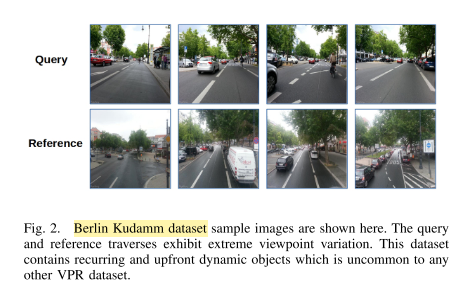 Query
Reference
Fig. 2. Berlin Kudamm dataset sample images are shown here. The query
and reference traverses exhibit extreme viewpoint variation. This dataset
contains recurring and upfront dynamic objects which is uncommon to any
other VPR dataset.